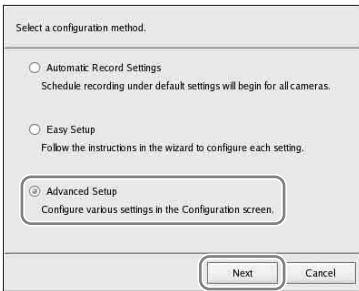 Select a configuration method.
Automatic Record Settings
Schedule recording under default settings will begin for all cameras.
Easy Setup
Follow the instructions in the wizard to configure each setting.
Advanced Setup
Configure various settings in the Configuration screen.
Next
Cancel